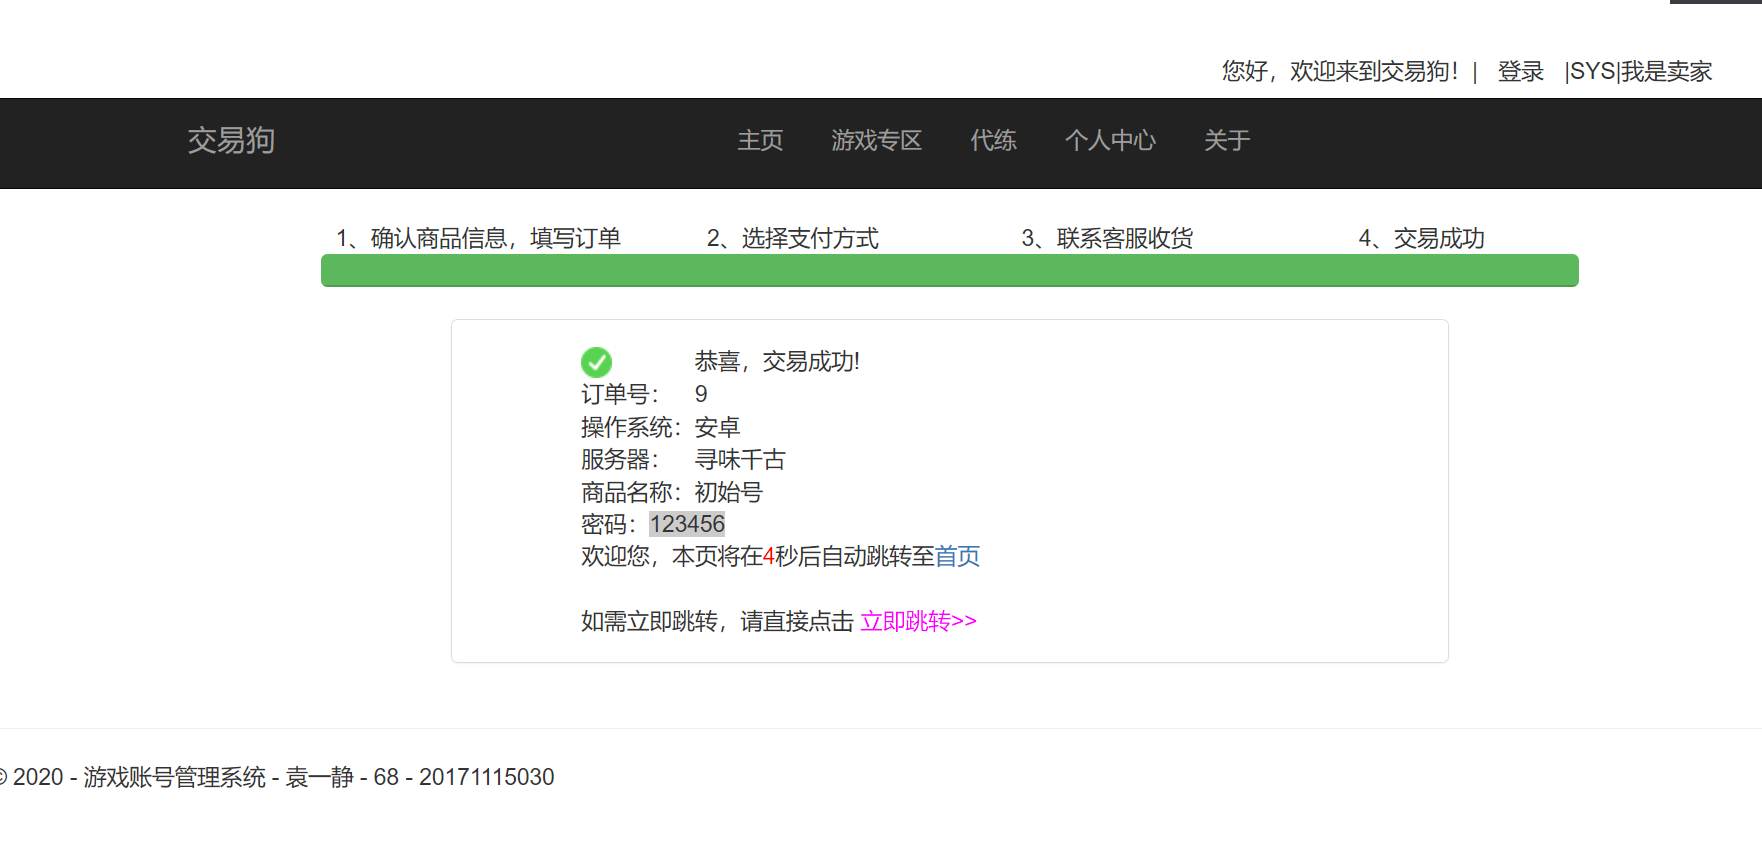 您好，欢迎来到交易狗！| 登录 |SYS|我是卖家
交易狗 主页 游戏专区 代练 个人中心 关于
1、确认商品信息，填写订单 2、选择支付方式 3、联系客服收货 4、交易成功
恭喜，交易成功!
订单号： 9
操作系统：安卓
服务器： 寻味千古
商品名称：初始号
密码：123456
欢迎您，本页将在4秒后自动跳转至首页
如需立即跳转，请直接点击 立即跳转>>
© 2020 - 游戏账号管理系统 - 袁一静 - 68 - 20171115030